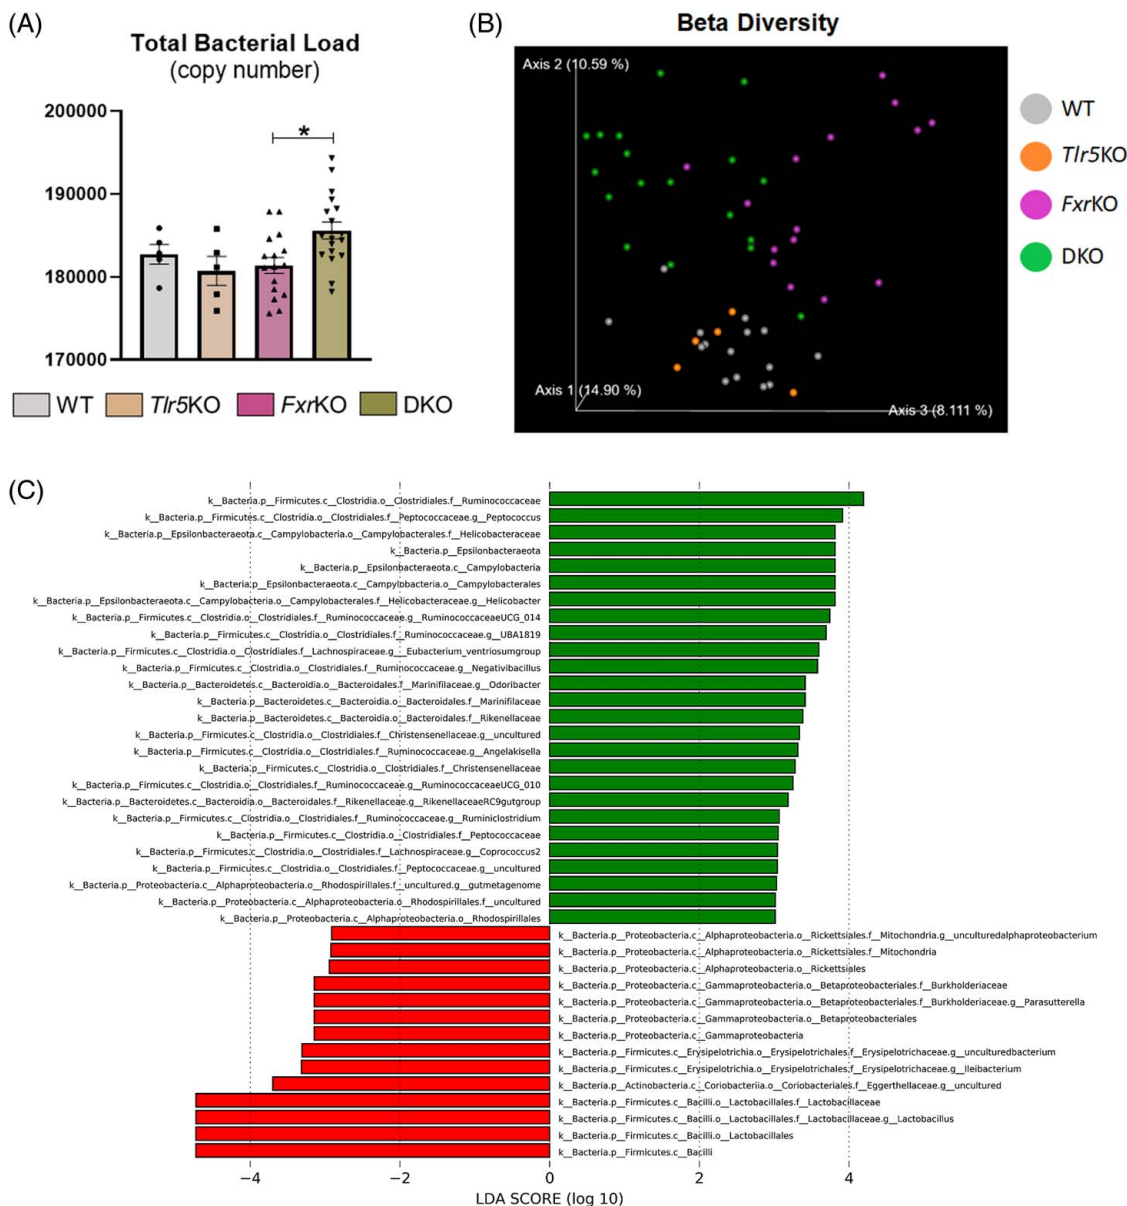 (A)
Total Bacterial Load
(copy number)
200000
190000
180000
170000
*
WT
Tlr5KO
FxrKO
DKO
(B)
Beta Diversity
Axis 2 (10.59 %)
Axis 1 (14.90 %)
Axis 3 (8.111 %)
WT
Tlr5KO
FxrKO
DKO
(C)
k__Bacteria.p__Firmicutes.c__Clostridia.o__Clostridiales.f__Ruminococcaceae
k__Bacteria.p__Firmicutes.c__Clostridia.o__Clostridiales.f__Peptococcaceae.g__Peptococcus
k__Bacteria.p__Epsilonbacteraeota.c__Campylobacteria.o__Campylobacterales.f__Helicobacteraceae
k__Bacteria.p__Epsilonbacteraeota
k__Bacteria.p__Epsilonbacteraeota.c__Campylobacteria
k__Bacteria.p__Epsilonbacteraeota.c__Campylobacteria.o__Campylobacterales
k__Bacteria.p__Epsilonbacteraeota.c__Campylobacteria.o__Campylobacterales.f__Helicobacteraceae.g__Helicobacter
k__Bacteria.p__Firmicutes.c__Clostridia.o__Clostridiales.f__Ruminococcaceae.g__RuminococcaceaeUCG_014
k__Bacteria.p__Firmicutes.c__Clostridia.o__Clostridiales.f__Ruminococcaceae.g__UBA1819
k__Bacteria.p__Firmicutes.c__Clostridia.o__Clostridiales.f__Lachnospiraceae.g___Eubacterium_ventriosumgroup
k__Bacteria.p__Firmicutes.c__Clostridia.o__Clostridiales.f__Ruminococcaceae.g__Negativibacillus
k__Bacteria.p__Bacteroidetes.c__Bacteroidia.o__Bacteroidales.f__Marinifilaceae.g__Odoribacter
k__Bacteria.p__Bacteroidetes.c__Bacteroidia.o__Bacteroidales.f__Marinifilaceae
k__Bacteria.p__Bacteroidetes.c__Bacteroidia.o__Bacteroidales.f__Rikenellaceae
k__Bacteria.p__Firmicutes.c__Clostridia.o__Clostridiales.f__Christensenellaceae.g__uncultured
k__Bacteria.p__Firmicutes.c__Clostridia.o__Clostridiales.f__Ruminococcaceae.g__Angelakisella
k__Bacteria.p__Firmicutes.c__Clostridia.o__Clostridiales.f__Christensenellaceae
k__Bacteria.p__Firmicutes.c__Clostridia.o__Clostridiales.f__Ruminococcaceae.g__RuminococcaceaeUCG_010
k__Bacteria.p__Bacteroidetes.c__Bacteroidia.o__Bacteroidales.f__Rikenellaceae.g__RikenellaceaeRC9gutgroup
k__Bacteria.p__Firmicutes.c__Clostridia.o__Clostridiales.f__Ruminococcaceae.g__Ruminiclostridium
k__Bacteria.p__Firmicutes.c__Clostridia.o__Clostridiales.f__Peptococcaceae
k__Bacteria.p__Firmicutes.c__Clostridia.o__Clostridiales.f__Lachnospiraceae.g__Coprococcus2
k__Bacteria.p__Firmicutes.c__Clostridia.o__Clostridiales.f__Peptococcaceae.g__uncultured
k__Bacteria.p__Proteobacteria.c__Alphaproteobacteria.o__Rhodospirillales.f__uncultured.g__gutmetagenome
k__Bacteria.p__Proteobacteria.c__Alphaproteobacteria.o__Rhodospirillales.f__uncultured
k__Bacteria.p__Proteobacteria.c__Alphaproteobacteria.o__Rhodospirillales
k__Bacteria.p__Proteobacteria.c__Alphaproteobacteria.o__Rickettsiales.f__Mitochondria.g__unculturedalphaproteobacterium
k__Bacteria.p__Proteobacteria.c__Alphaproteobacteria.o__Rickettsiales.f__Mitochondria
k__Bacteria.p__Proteobacteria.c__Alphaproteobacteria.o__Rickettsiales
k__Bacteria.p__Proteobacteria.c__Gammaproteobacteria.o__Betaproteobacteriales.f__Burkholderiaceae
k__Bacteria.p__Proteobacteria.c__Gammaproteobacteria.o__Betaproteobacteriales.f__Burkholderiaceae.g__Parasutterella
k__Bacteria.p__Proteobacteria.c__Gammaproteobacteria.o__Betaproteobacteriales
k__Bacteria.p__Proteobacteria.c__Gammaproteobacteria
k__Bacteria.p__Firmicutes.c__Erysipelotrichia.o__Erysipelotrichales.f__Erysipelotrichaceae.g__unculturedbacterium
k__Bacteria.p__Firmicutes.c__Erysipelotrichia.o__Erysipelotrichales.f__Erysipelotrichaceae.g__Ileibacterium
k__Bacteria.p__Actinobacteria.c__Coriobacteriia.o__Coriobacteriales.f__Eggerthellaceae.g__uncultured
k__Bacteria.p__Firmicutes.c__Bacilli.o__Lactobacillales.f__Lactobacillaceae
k__Bacteria.p__Firmicutes.c__Bacilli.o__Lactobacillales.f__Lactobacillaceae.g__Lactobacillus
k__Bacteria.p__Firmicutes.c__Bacilli.o__Lactobacillales
k__Bacteria.p__Firmicutes.c__Bacilli
−4 −2 0 2 4
LDA SCORE (log 10)